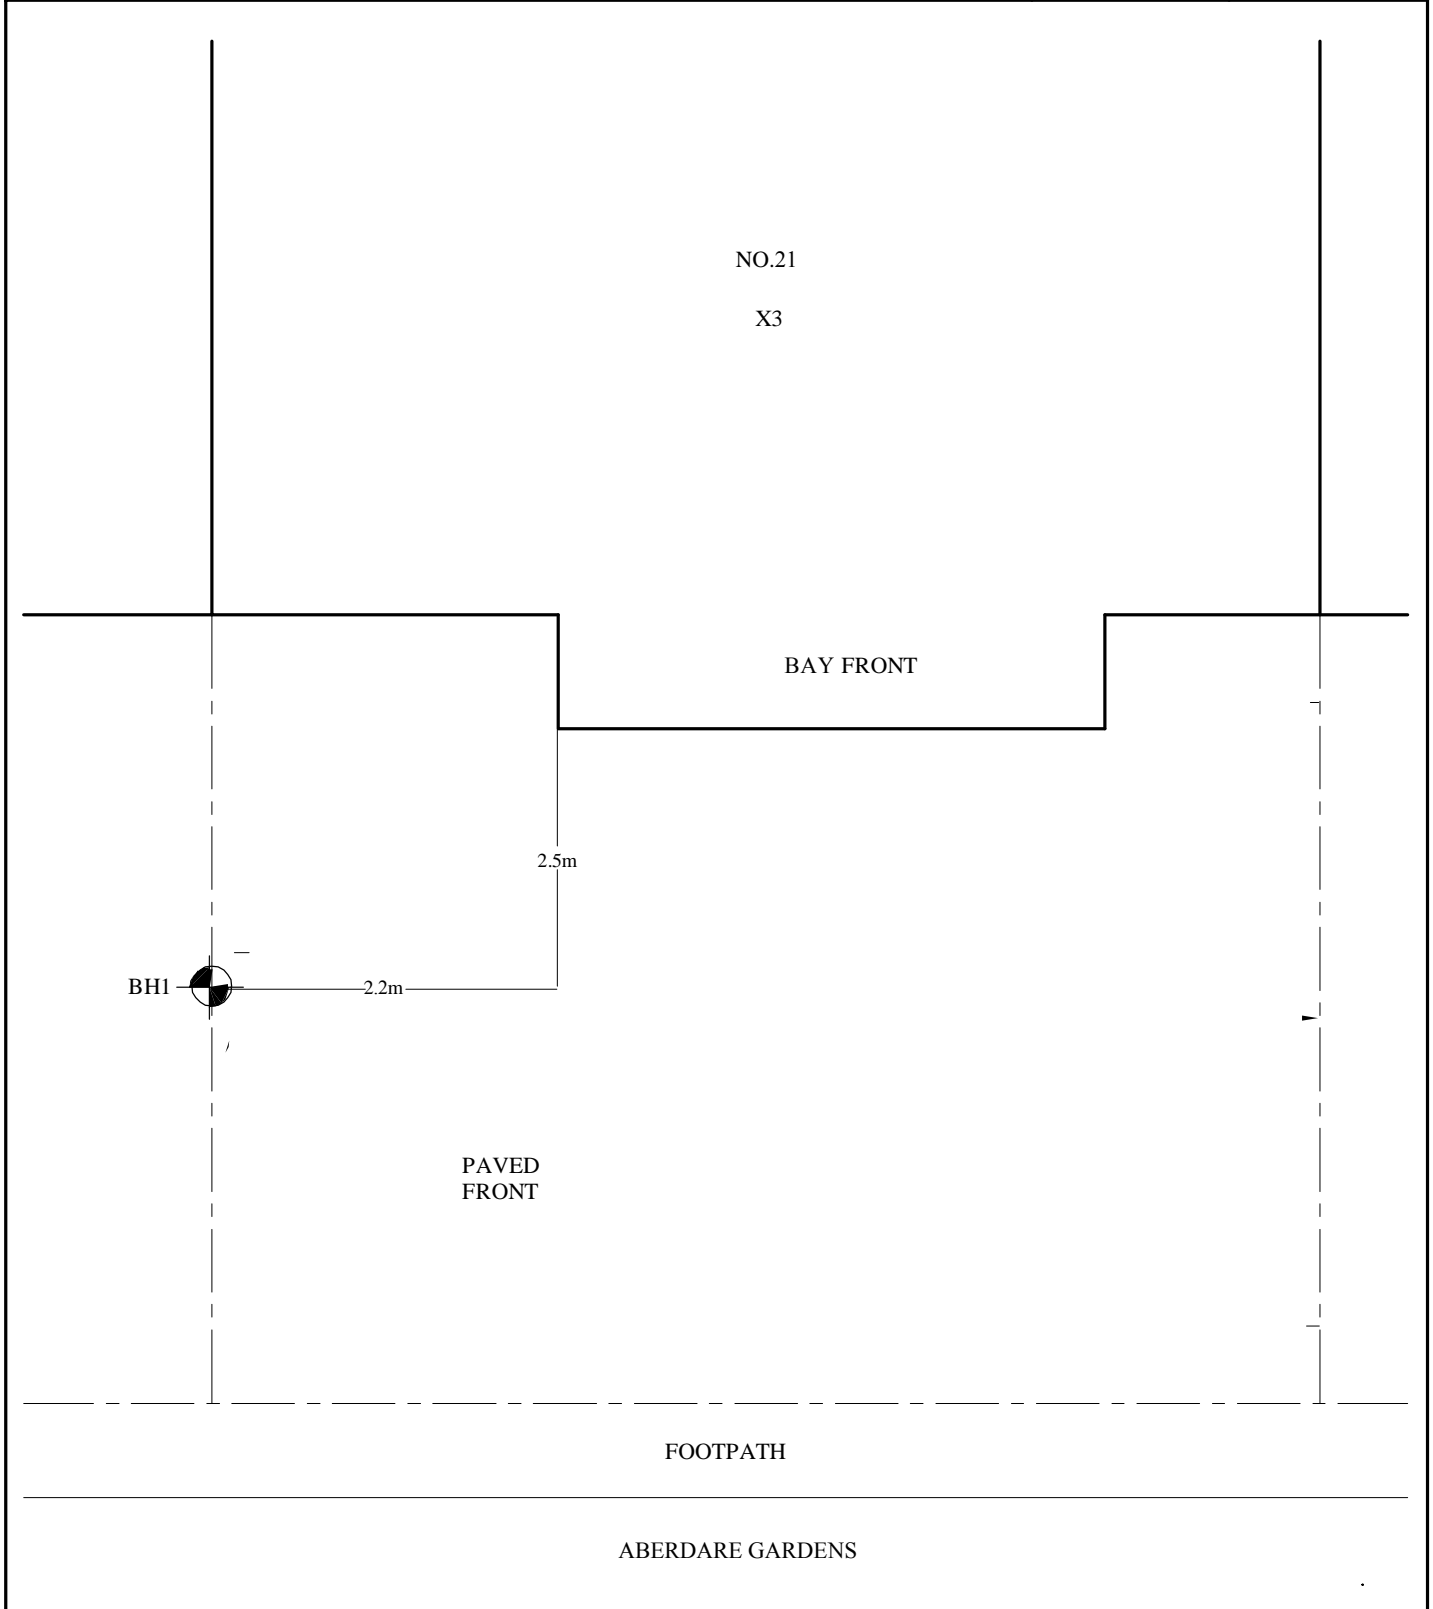 NO.21
X3
BAY FRONT
2.5m
BH1
2.2m
PAVED
FRONT
FOOTPATH
ABERDARE GARDENS